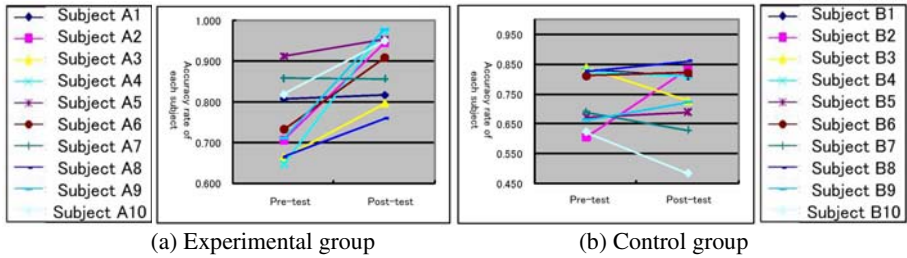 Subject A1
Subject A2
Subject A3
Subject A4
Subject A5
Subject A6
Subject A7
Subject A8
Subject A9
Subject A10
Accuracy rate of
each subject
1.000
0.900
0.800
0.700
0.600
Pre-test
Post-test
Accuracy rate of
each subject
0.950
0.850
0.750
0.650
0.550
0.450
Pre-test
Post-test
Subject B1
Subject B2
Subject B3
Subject B4
Subject B5
Subject B6
Subject B7
Subject B8
Subject B9
Subject B10
(a) Experimental group
(b) Control group